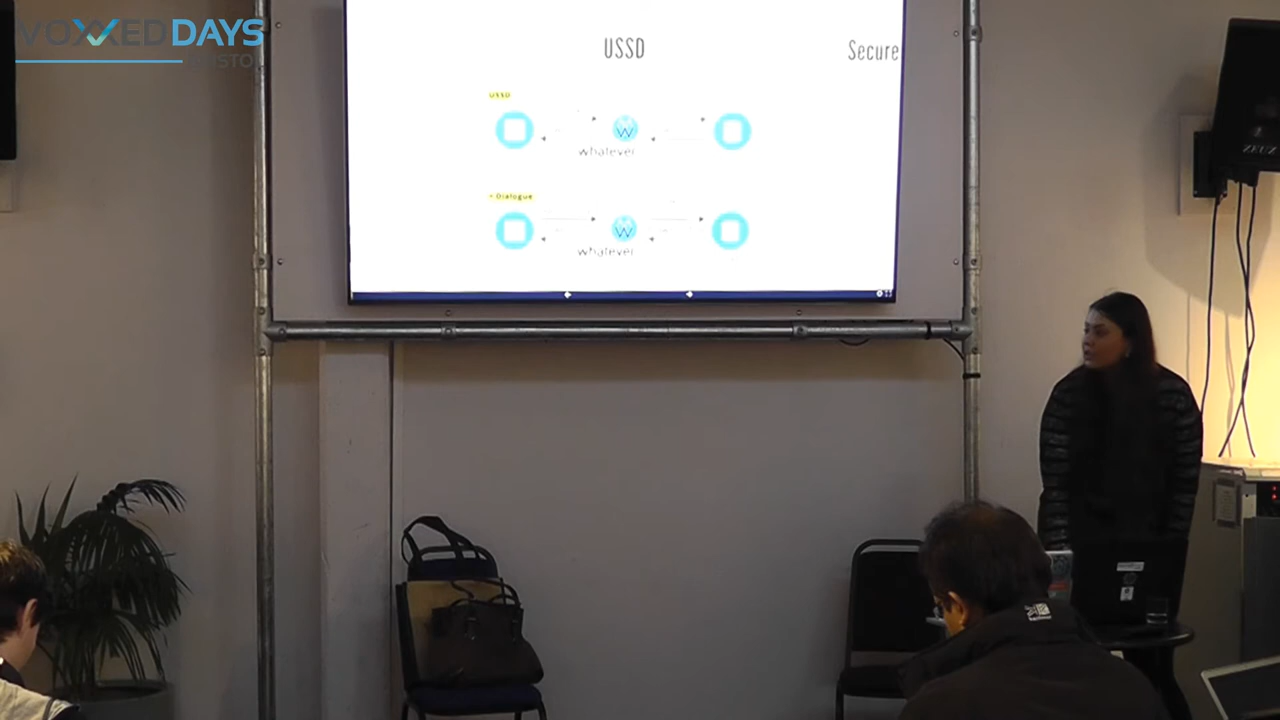 VOXXED DAYS
USSD
Secure
USSD
W
whatever
+ Dialogue
W
whatever